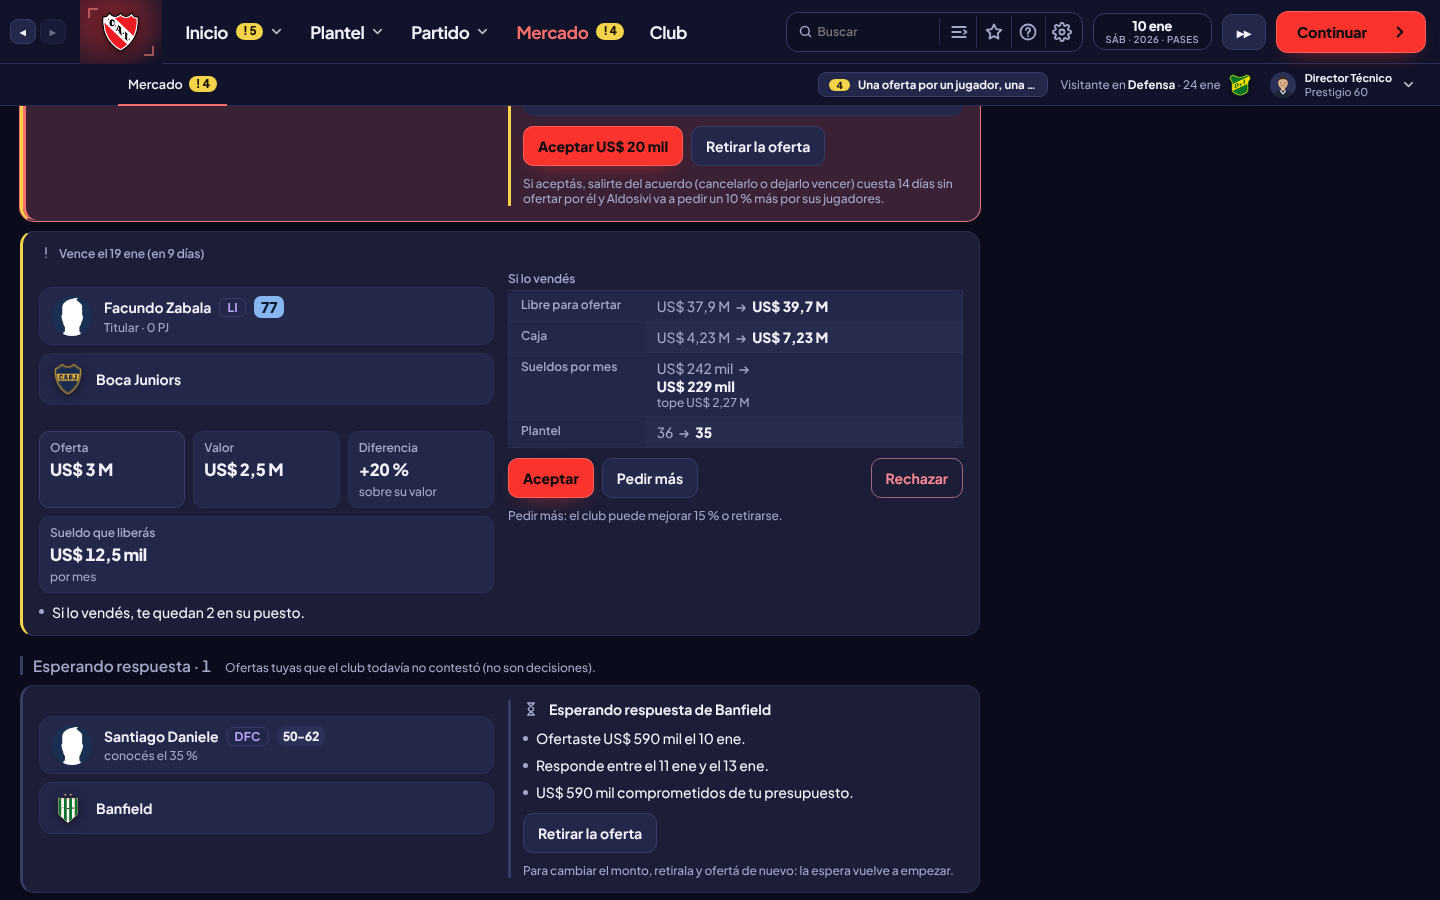 Inicio
! 5
Plantel
Partido
Mercado
! 4
Club
Buscar
10 ene
SÁB · 2026 · PASES
Continuar
Mercado
! 4
4
Una oferta por un jugador, una ...
Visitante en Defensa · 24 ene
Director Técnico
Prestigio 60
Aceptar US$ 20 mil
Retirar la oferta
Si aceptás, salirte del acuerdo (cancelarlo o dejarlo vencer) cuesta 14 días sin
ofertar por él y Aldosivi va a pedir un 10 % más por sus jugadores.
! Vence el 19 ene (en 9 días)
Facundo Zabala
LI
77
Titular · 0 PJ
CABJ
Boca Juniors
Oferta
US$ 3 M
Valor
US$ 2,5 M
Diferencia
+20 %
sobre su valor
Sueldo que liberás
US$ 12,5 mil
por mes
Si lo vendés, te quedan 2 en su puesto.
Si lo vendés
Libre para ofertar
US$ 37,9 M → US$ 39,7 M
Caja
US$ 4,23 M → US$ 7,23 M
Sueldos por mes
US$ 242 mil →
US$ 229 mil
tope US$ 2,27 M
Plantel
36 → 35
Aceptar
Pedir más
Rechazar
Pedir más: el club puede mejorar 15 % o retirarse.
Esperando respuesta · 1
Ofertas tuyas que el club todavía no contestó (no son decisiones).
Santiago Daniele
DFC
50–62
conocés el 35 %
Banfield
Esperando respuesta de Banfield
Ofertaste US$ 590 mil el 10 ene.
Responde entre el 11 ene y el 13 ene.
US$ 590 mil comprometidos de tu presupuesto.
Retirar la oferta
Para cambiar el monto, retirala y ofertá de nuevo: la espera vuelve a empezar.